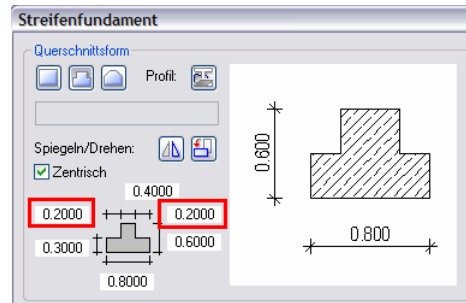 Streifenfundament
Querschnittsform
Profil:
Spiegeln/Drehen:
Zentrisch
0.4000
0.2000 0.2000
0.3000 0.6000
0.8000
0.600
0.800